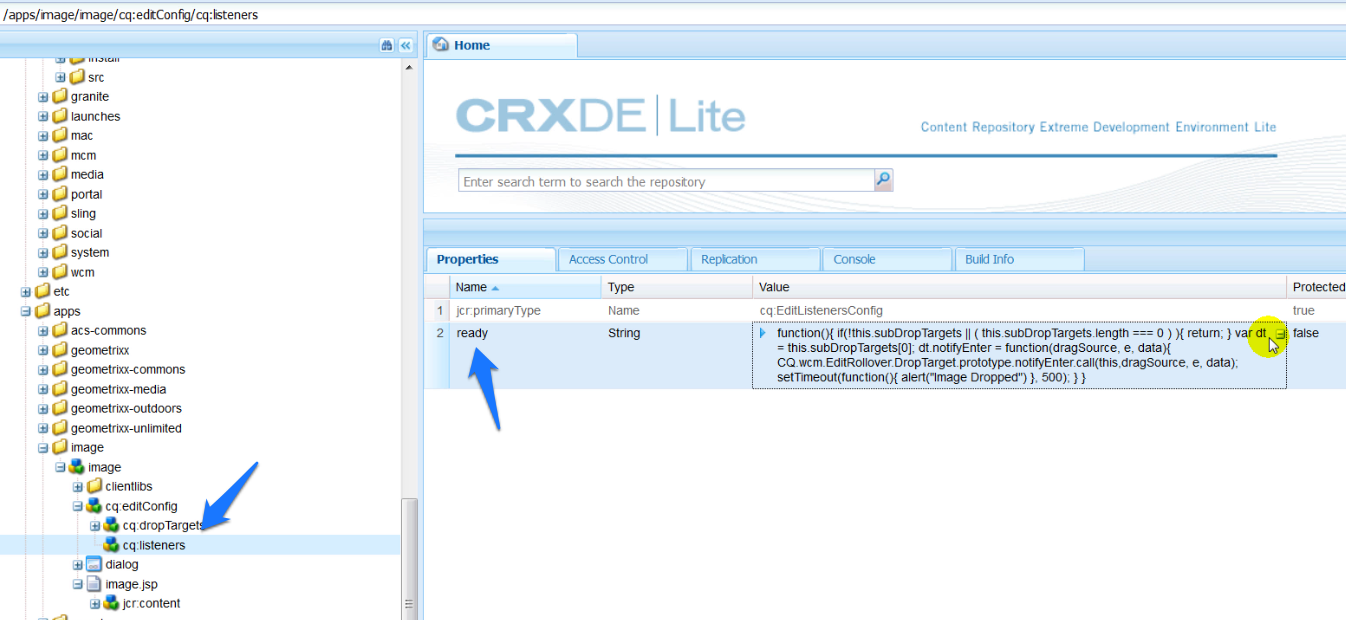 /apps/image/image/cq:editConfig/cq:listeners
install
src
granite
launches
mac
mcm
media
portal
sling
social
system
wcm
etc
apps
acs-commons
geometrixx
geometrixx-commons
geometrixx-media
geometrixx-outdoors
geometrixx-unlimited
image
image
clientlibs
cq:editConfig
cq:dropTargets
cq:listeners
dialog
image.jsp
jcr:content
Home
CRXDE Lite
Content Repository Extreme Development Environment Lite
Enter search term to search the repository
Properties Access Control Replication Console Build Info
Name Type Value Protected
1 jcr:primaryType Name cq:EditListenersConfig true
2 ready String function(){ if(!this.subDropTargets || ( this.subDropTargets.length === 0 ) ){ return; } var dt false
= this.subDropTargets[0]; dt.notifyEnter = function(dragSource, e, data){
CQ.wcm.EditRollover.DropTarget.prototype.notifyEnter.call(this,dragSource, e, data);
setTimeout(function(){ alert("Image Dropped") }, 500); } }